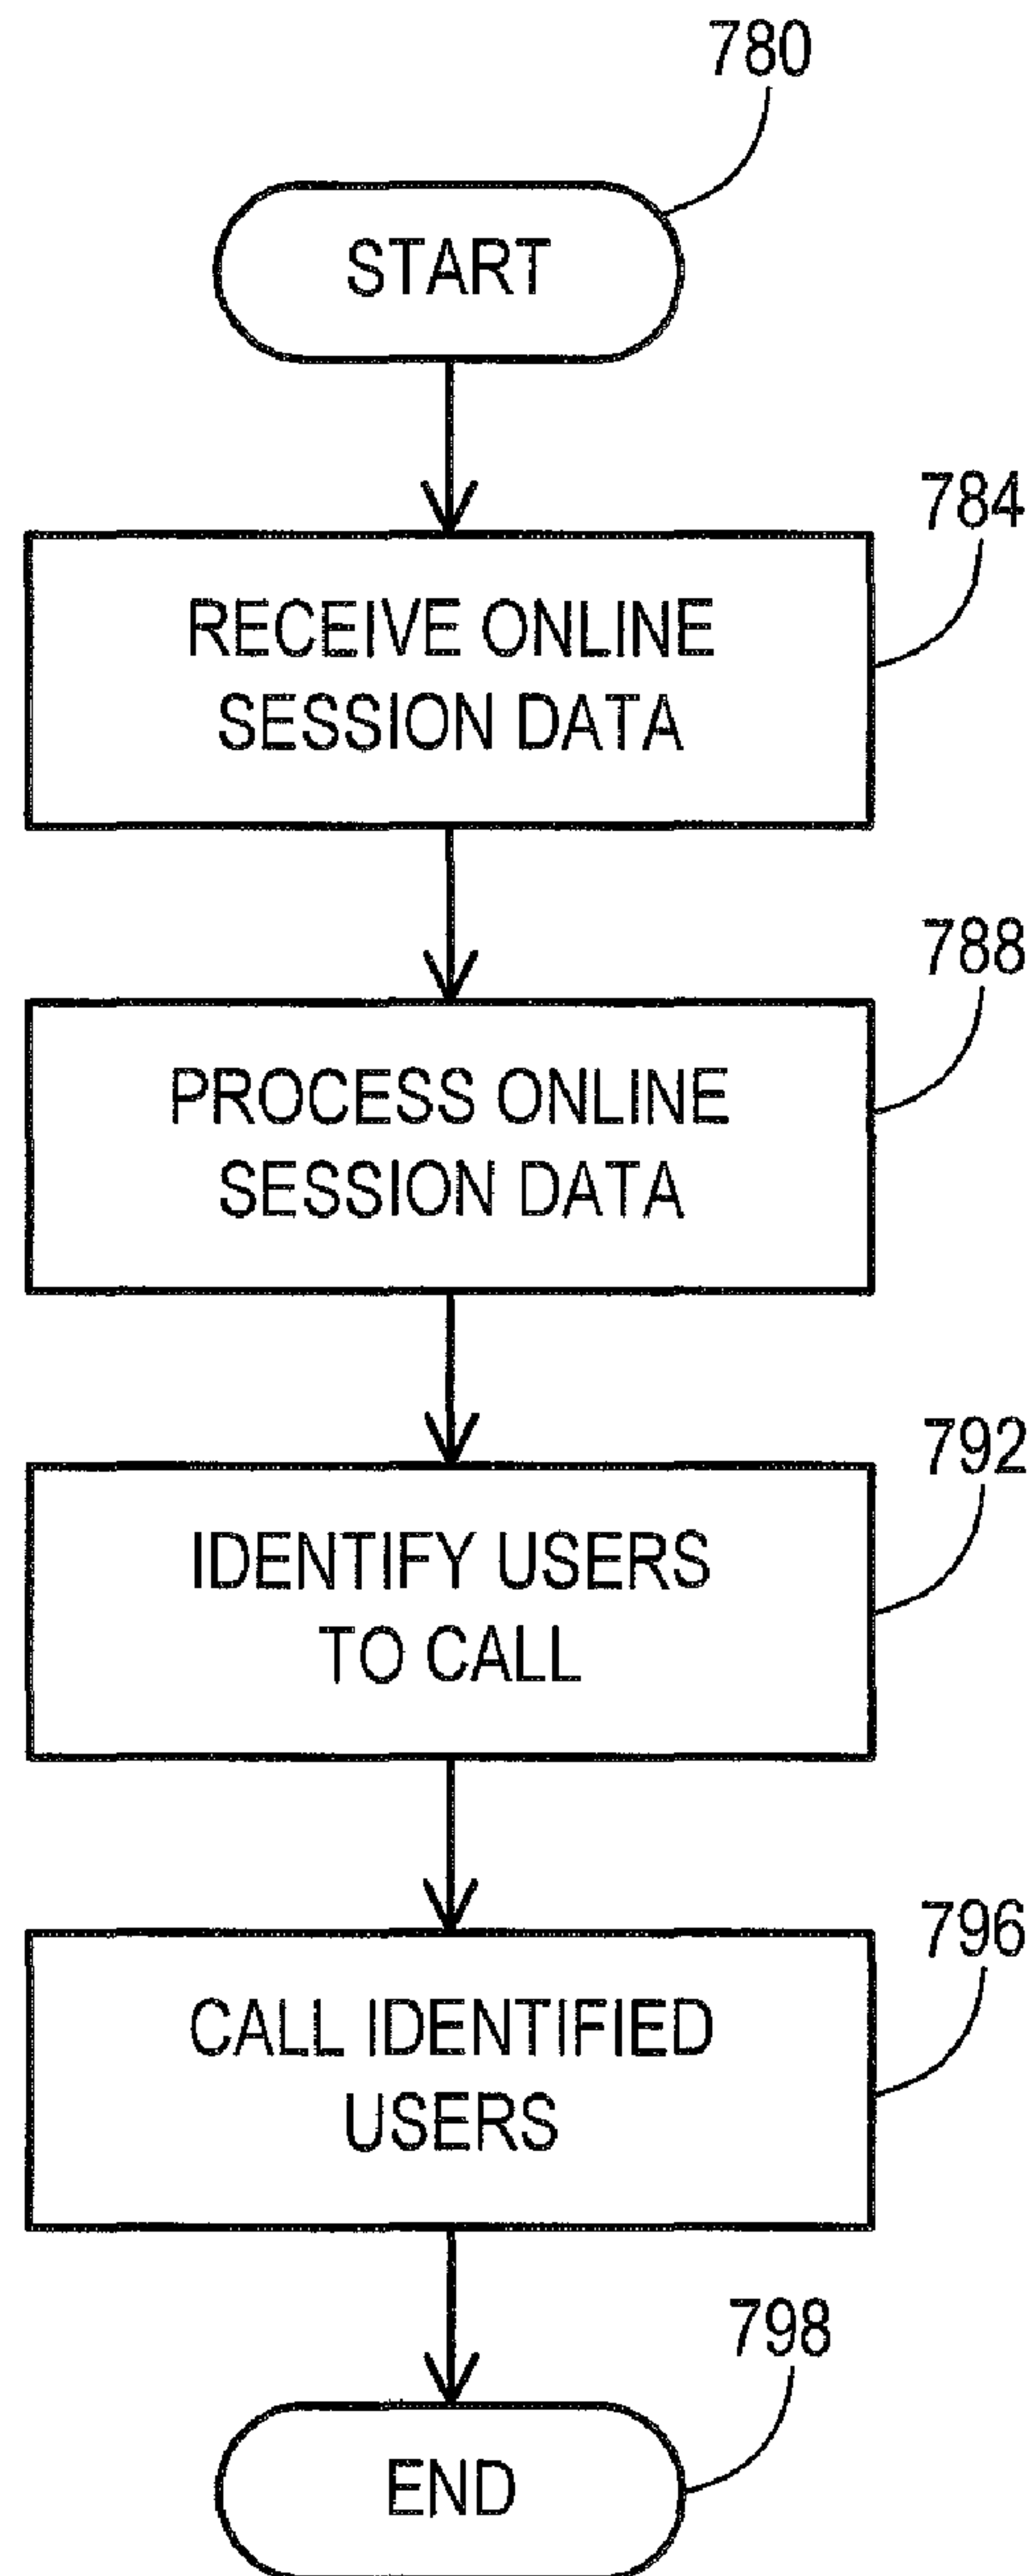 780
START
784
RECEIVE ONLINE
SESSION DATA
788
PROCESS ONLINE
SESSION DATA
792
IDENTIFY USERS
TO CALL
796
CALL IDENTIFIED
USERS
798
END